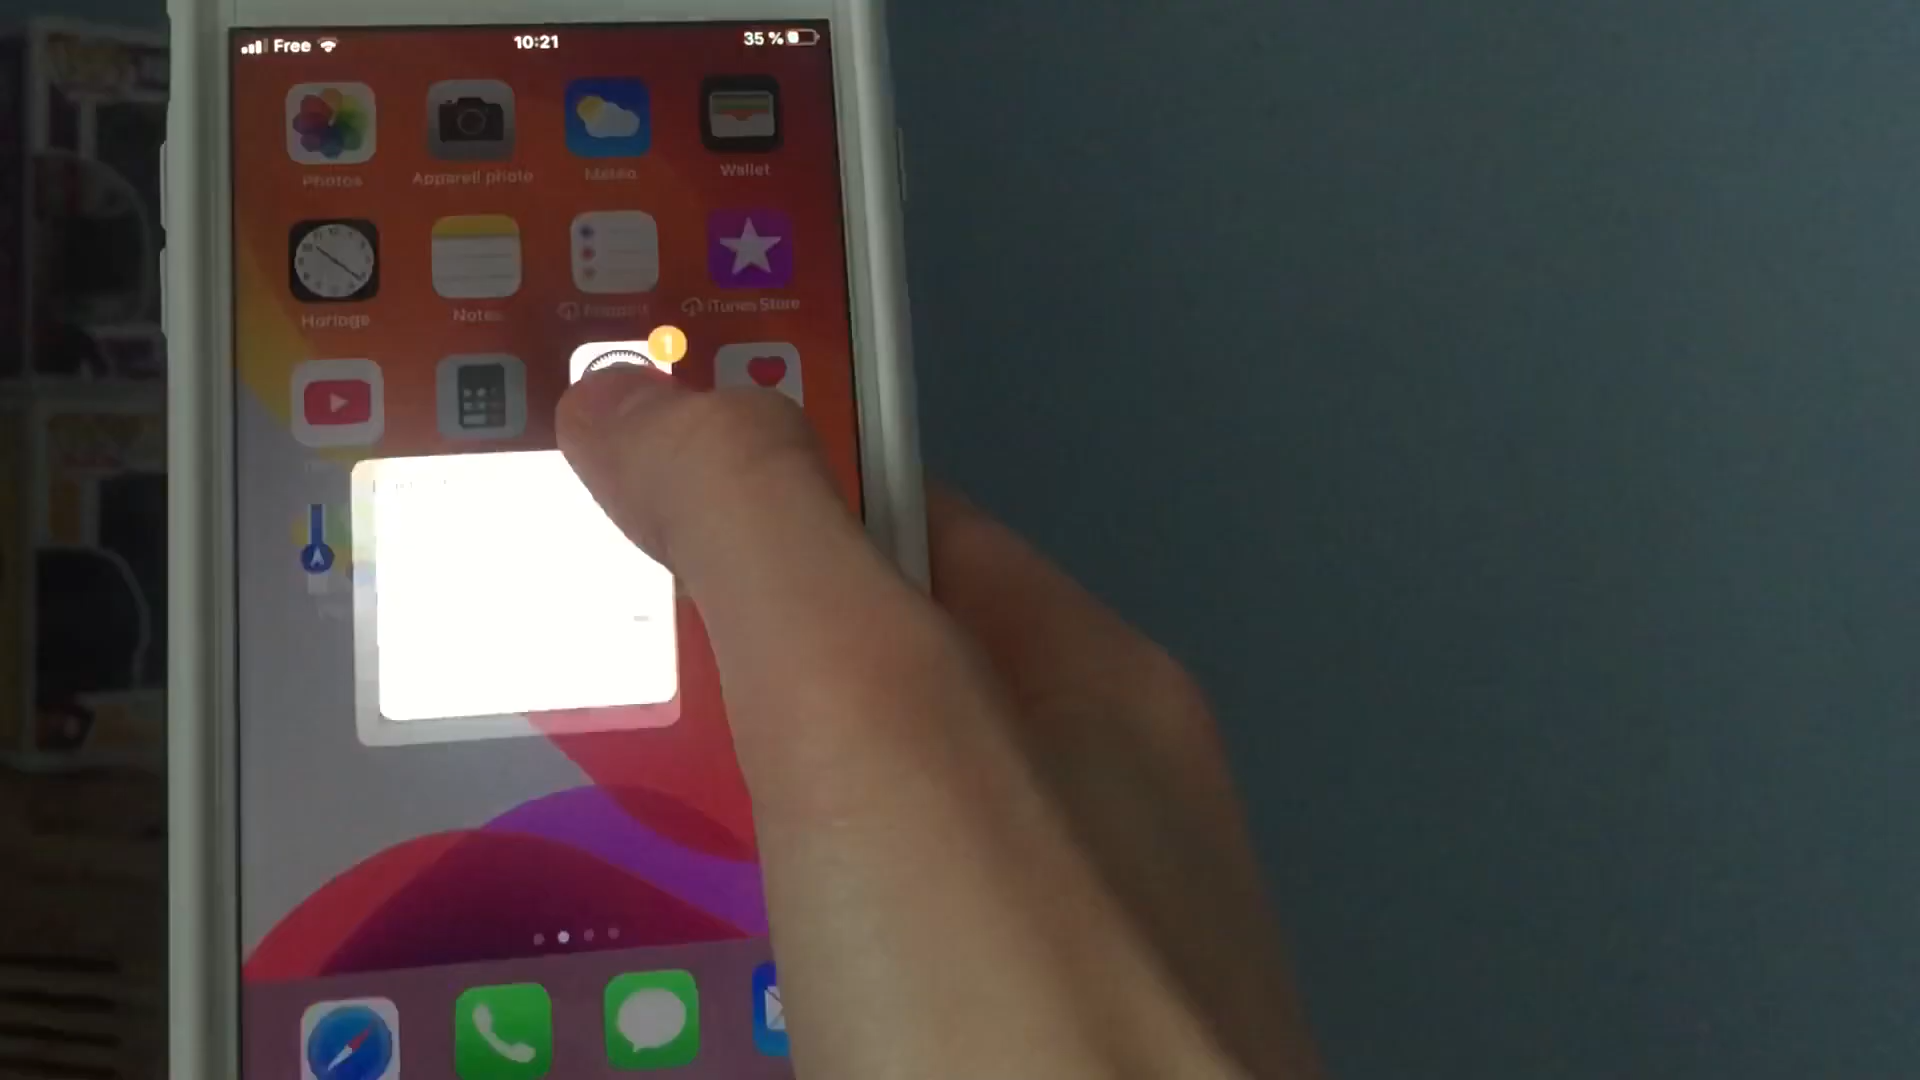 Free 10:21 35 %
Photos Appareil photo Météo Wallet
Horloge Notes iTunes Store
1